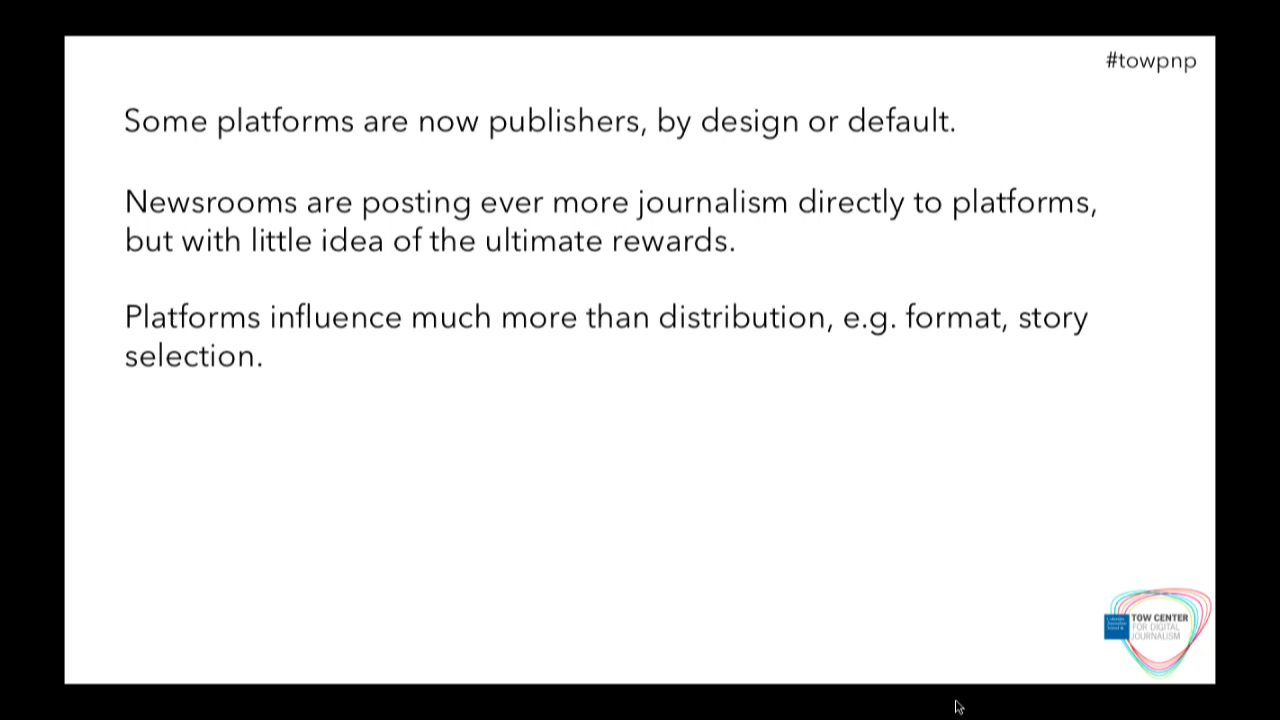 #towpnp
Some platforms are now publishers, by design or default.
Newsrooms are posting ever more journalism directly to platforms,
but with little idea of the ultimate rewards.
Platforms influence much more than distribution, e.g. format, story
selection.
TOW CENTER
FOR DIGITAL
JOURNALISM